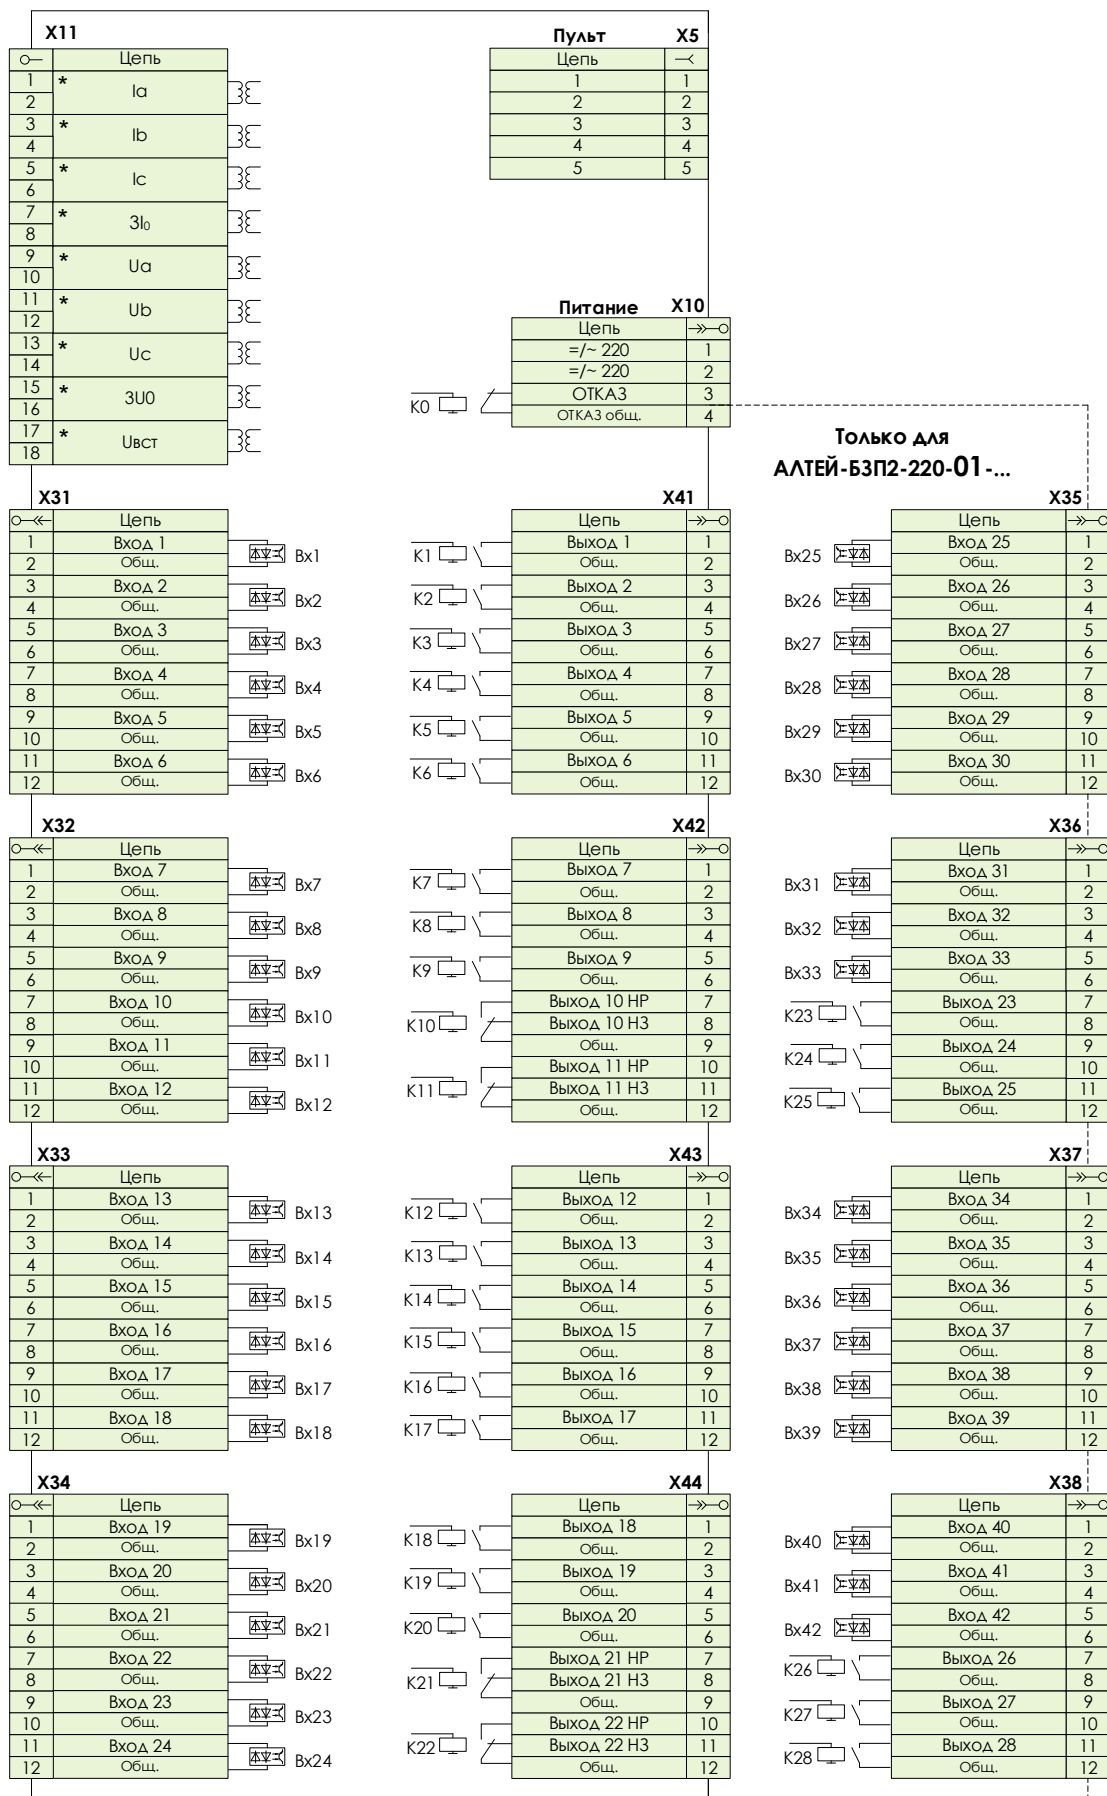 X11
Цепь
1 * Ia
2
3 * Ib
4
5 * Ic
6
7 * 3I₀
8
9 * Ua
10
11 * Ub
12
13 * Uc
14
15 * 3U0
16
17 * Uвст
18
Пульт X5
Цепь
1 1
2 2
3 3
4 4
5 5
Питание X10
Цепь
=/~ 220 1
=/~ 220 2
K0 ОТКАЗ 3
ОТКАЗ общ. 4
Только для
АЛТЕЙ-БЗП2-220-01-...
X31
Цепь
1 Вход 1 Вх1
2 Общ.
3 Вход 2 Вх2
4 Общ.
5 Вход 3 Вх3
6 Общ.
7 Вход 4 Вх4
8 Общ.
9 Вход 5 Вх5
10 Общ.
11 Вход 6 Вх6
12 Общ.
X41
Цепь
K1 Выход 1 1
Общ. 2
K2 Выход 2 3
Общ. 4
K3 Выход 3 5
Общ. 6
K4 Выход 4 7
Общ. 8
K5 Выход 5 9
Общ. 10
K6 Выход 6 11
Общ. 12
X35
Цепь
Вх25 Вход 25 1
Общ. 2
Вх26 Вход 26 3
Общ. 4
Вх27 Вход 27 5
Общ. 6
Вх28 Вход 28 7
Общ. 8
Вх29 Вход 29 9
Общ. 10
Вх30 Вход 30 11
Общ. 12
X32
Цепь
1 Вход 7 Вх7
2 Общ.
3 Вход 8 Вх8
4 Общ.
5 Вход 9 Вх9
6 Общ.
7 Вход 10 Вх10
8 Общ.
9 Вход 11 Вх11
10 Общ.
11 Вход 12 Вх12
12 Общ.
X42
Цепь
K7 Выход 7 1
Общ. 2
K8 Выход 8 3
Общ. 4
K9 Выход 9 5
Общ. 6
Выход 10 НР 7
K10 Выход 10 НЗ 8
Общ. 9
Выход 11 НР 10
K11 Выход 11 НЗ 11
Общ. 12
X36
Цепь
Вх31 Вход 31 1
Общ. 2
Вх32 Вход 32 3
Общ. 4
Вх33 Вход 33 5
Общ. 6
K23 Выход 23 7
Общ. 8
K24 Выход 24 9
Общ. 10
K25 Выход 25 11
Общ. 12
X33
Цепь
1 Вход 13 Вх13
2 Общ.
3 Вход 14 Вх14
4 Общ.
5 Вход 15 Вх15
6 Общ.
7 Вход 16 Вх16
8 Общ.
9 Вход 17 Вх17
10 Общ.
11 Вход 18 Вх18
12 Общ.
X43
Цепь
K12 Выход 12 1
Общ. 2
K13 Выход 13 3
Общ. 4
K14 Выход 14 5
Общ. 6
K15 Выход 15 7
Общ. 8
K16 Выход 16 9
Общ. 10
K17 Выход 17 11
Общ. 12
X37
Цепь
Вх34 Вход 34 1
Общ. 2
Вх35 Вход 35 3
Общ. 4
Вх36 Вход 36 5
Общ. 6
Вх37 Вход 37 7
Общ. 8
Вх38 Вход 38 9
Общ. 10
Вх39 Вход 39 11
Общ. 12
X34
Цепь
1 Вход 19 Вх19
2 Общ.
3 Вход 20 Вх20
4 Общ.
5 Вход 21 Вх21
6 Общ.
7 Вход 22 Вх22
8 Общ.
9 Вход 23 Вх23
10 Общ.
11 Вход 24 Вх24
12 Общ.
X44
Цепь
K18 Выход 18 1
Общ. 2
K19 Выход 19 3
Общ. 4
K20 Выход 20 5
Общ. 6
Выход 21 НР 7
K21 Выход 21 НЗ 8
Общ. 9
Выход 22 НР 10
K22 Выход 22 НЗ 11
Общ. 12
X38
Цепь
Вх40 Вход 40 1
Общ. 2
Вх41 Вход 41 3
Общ. 4
Вх42 Вход 42 5
Общ. 6
K26 Выход 26 7
Общ. 8
K27 Выход 27 9
Общ. 10
K28 Выход 28 11
Общ. 12